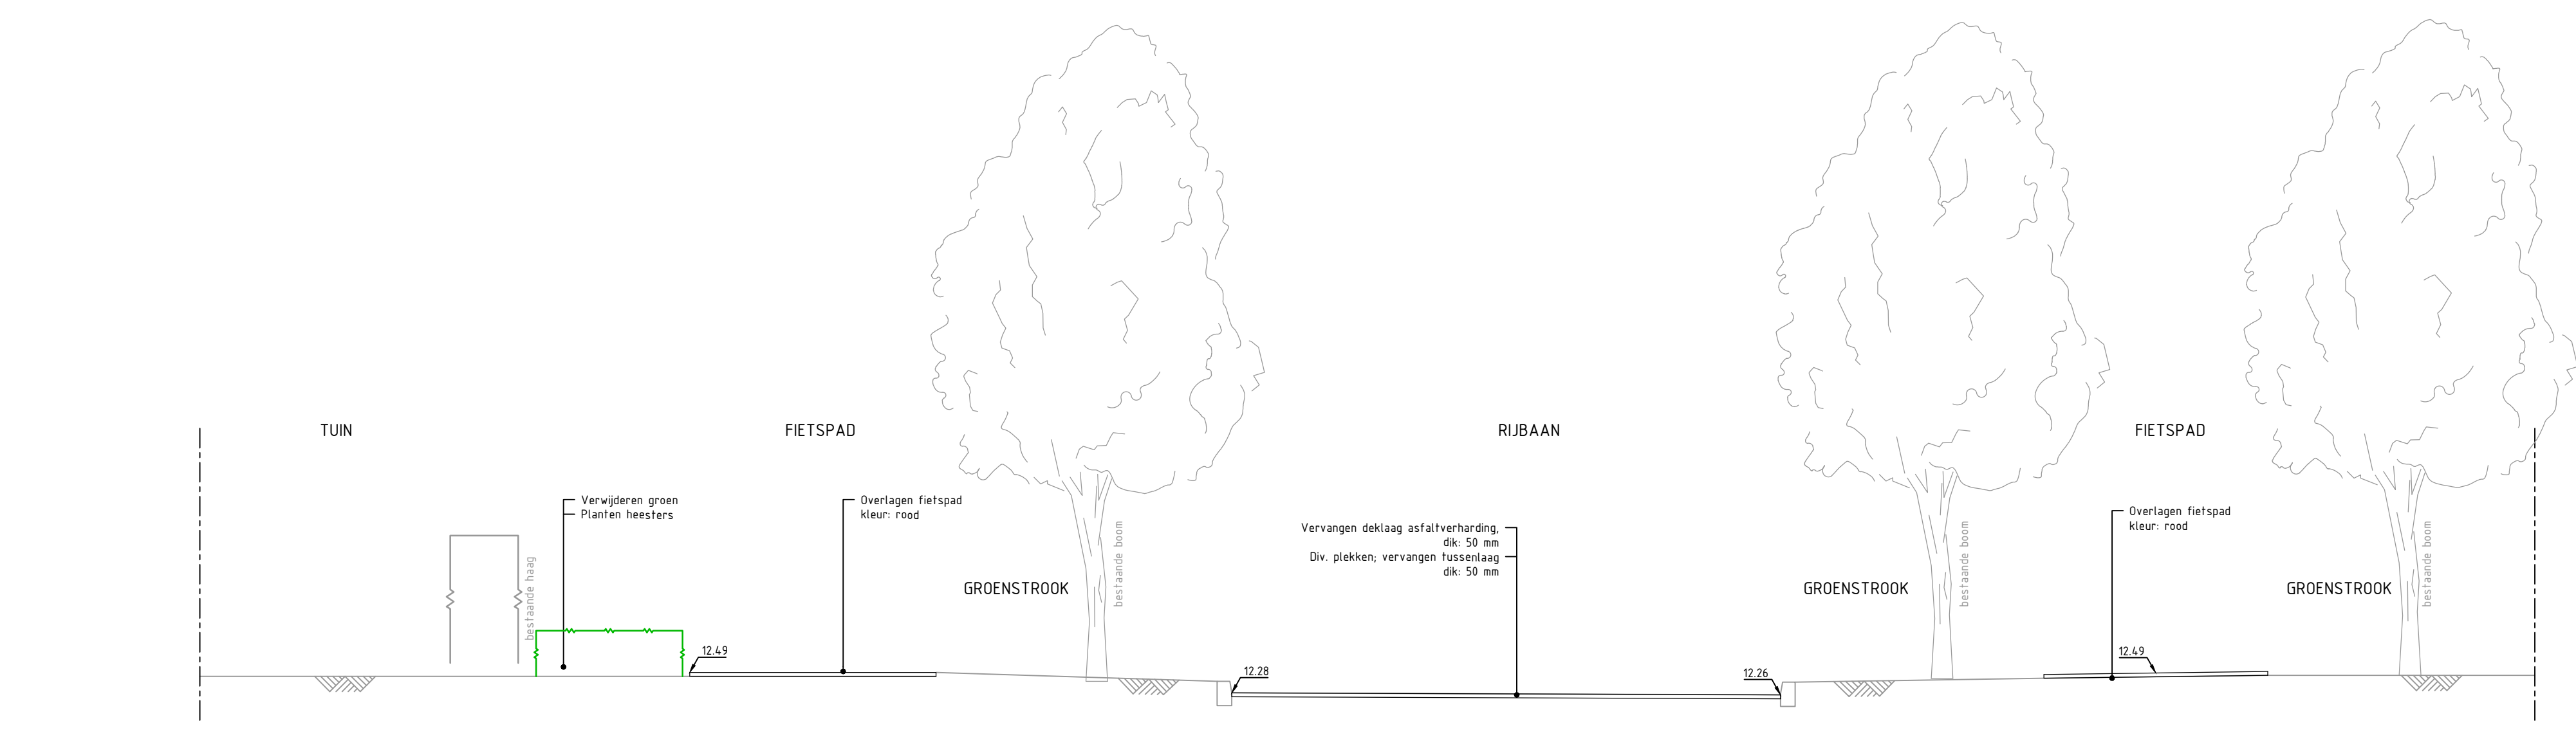 TUIN
FIETSPAD
RIJBAAN
FIETSPAD
Verwijderen groen
Planten heesters
Overlagen fietspad
kleur: rood
Vervangen deklaag asfaltverharding,
dik: 50 mm
Div. plekken; vervangen tussenlaag
dik: 50 mm
Overlagen fietspad
kleur: rood
bestaande haag
bestaande boom
bestaande boom
bestaande boom
GROENSTROOK
GROENSTROOK
GROENSTROOK
12.49
12.28
12.26
12.49